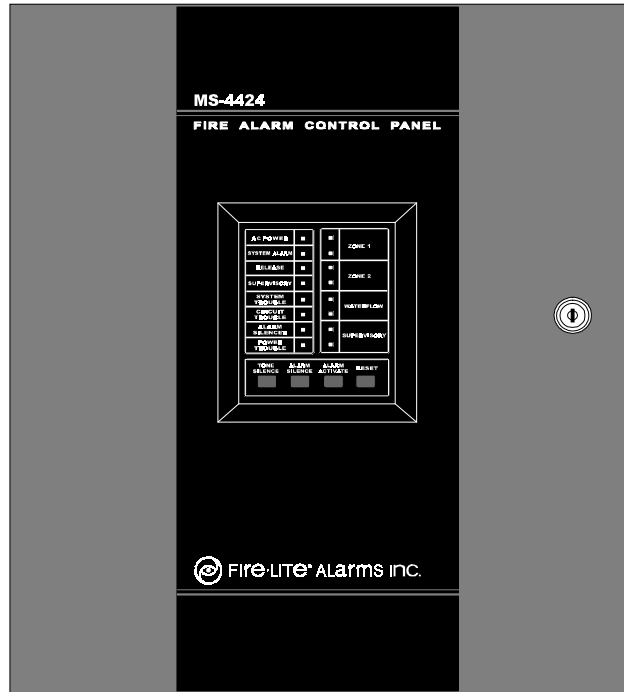 MS-4424
FIRE ALARM CONTROL PANEL
AC POWER
SYSTEM ALARM
RELEASE
SUPERVISORY
SYSTEM
TROUBLE
CIRCUIT
TROUBLE
ALARM
SILENCED
POWER
TROUBLE
ZONE 1
ZONE 2
WATERFLOW
SUPERVISORY
TONE
SILENCE
ALARM
SILENCE
ALARM
ACTIVATE
RESET
FIRE·LITE® ALARMS INC.